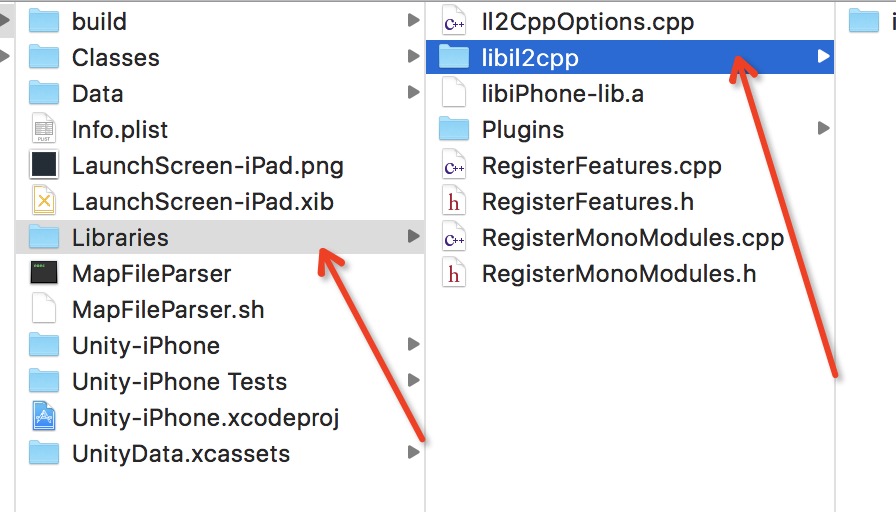 build
Classes
Data
Info.plist
LaunchScreen-iPad.png
LaunchScreen-iPad.xib
Libraries
MapFileParser
MapFileParser.sh
Unity-iPhone
Unity-iPhone Tests
Unity-iPhone.xcodeproj
UnityData.xcassets
Il2CppOptions.cpp
libil2cpp
libiPhone-lib.a
Plugins
RegisterFeatures.cpp
RegisterFeatures.h
RegisterMonoModules.cpp
RegisterMonoModules.h